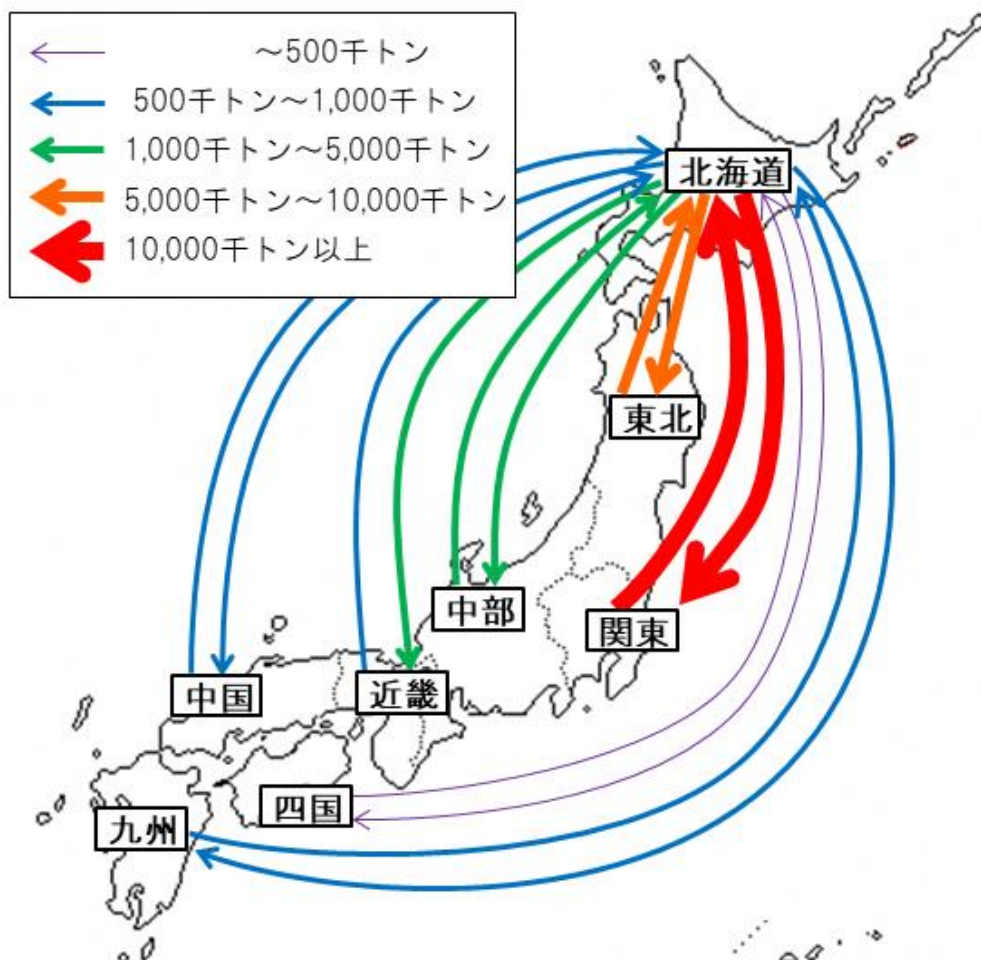 ～500千トン
500千トン～1,000千トン
1,000千トン～5,000千トン
5,000千トン～10,000千トン
10,000千トン以上
北海道
東北
中部
関東
中国
近畿
四国
九州